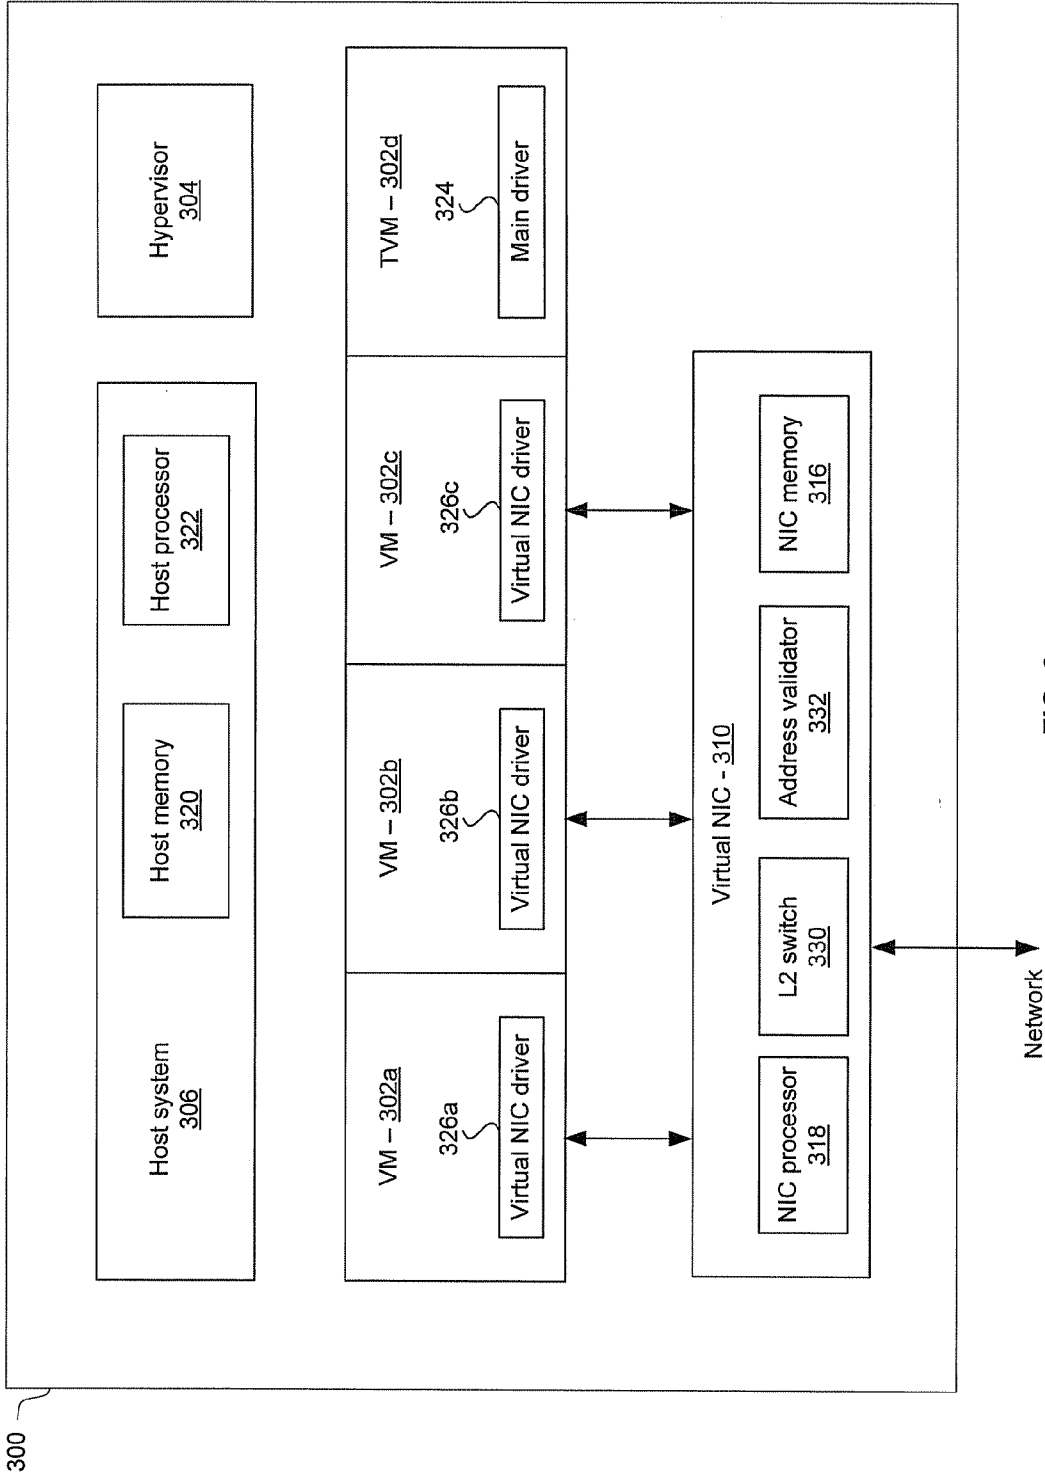 300
Host system
306
Host memory
320
Host processor
322
Hypervisor
304
VM – 302a
326a
Virtual NIC driver
VM – 302b
326b
Virtual NIC driver
VM – 302c
326c
Virtual NIC driver
TVM – 302d
324
Main driver
Virtual NIC - 310
NIC processor
318
L2 switch
330
Address validator
332
NIC memory
316
Network